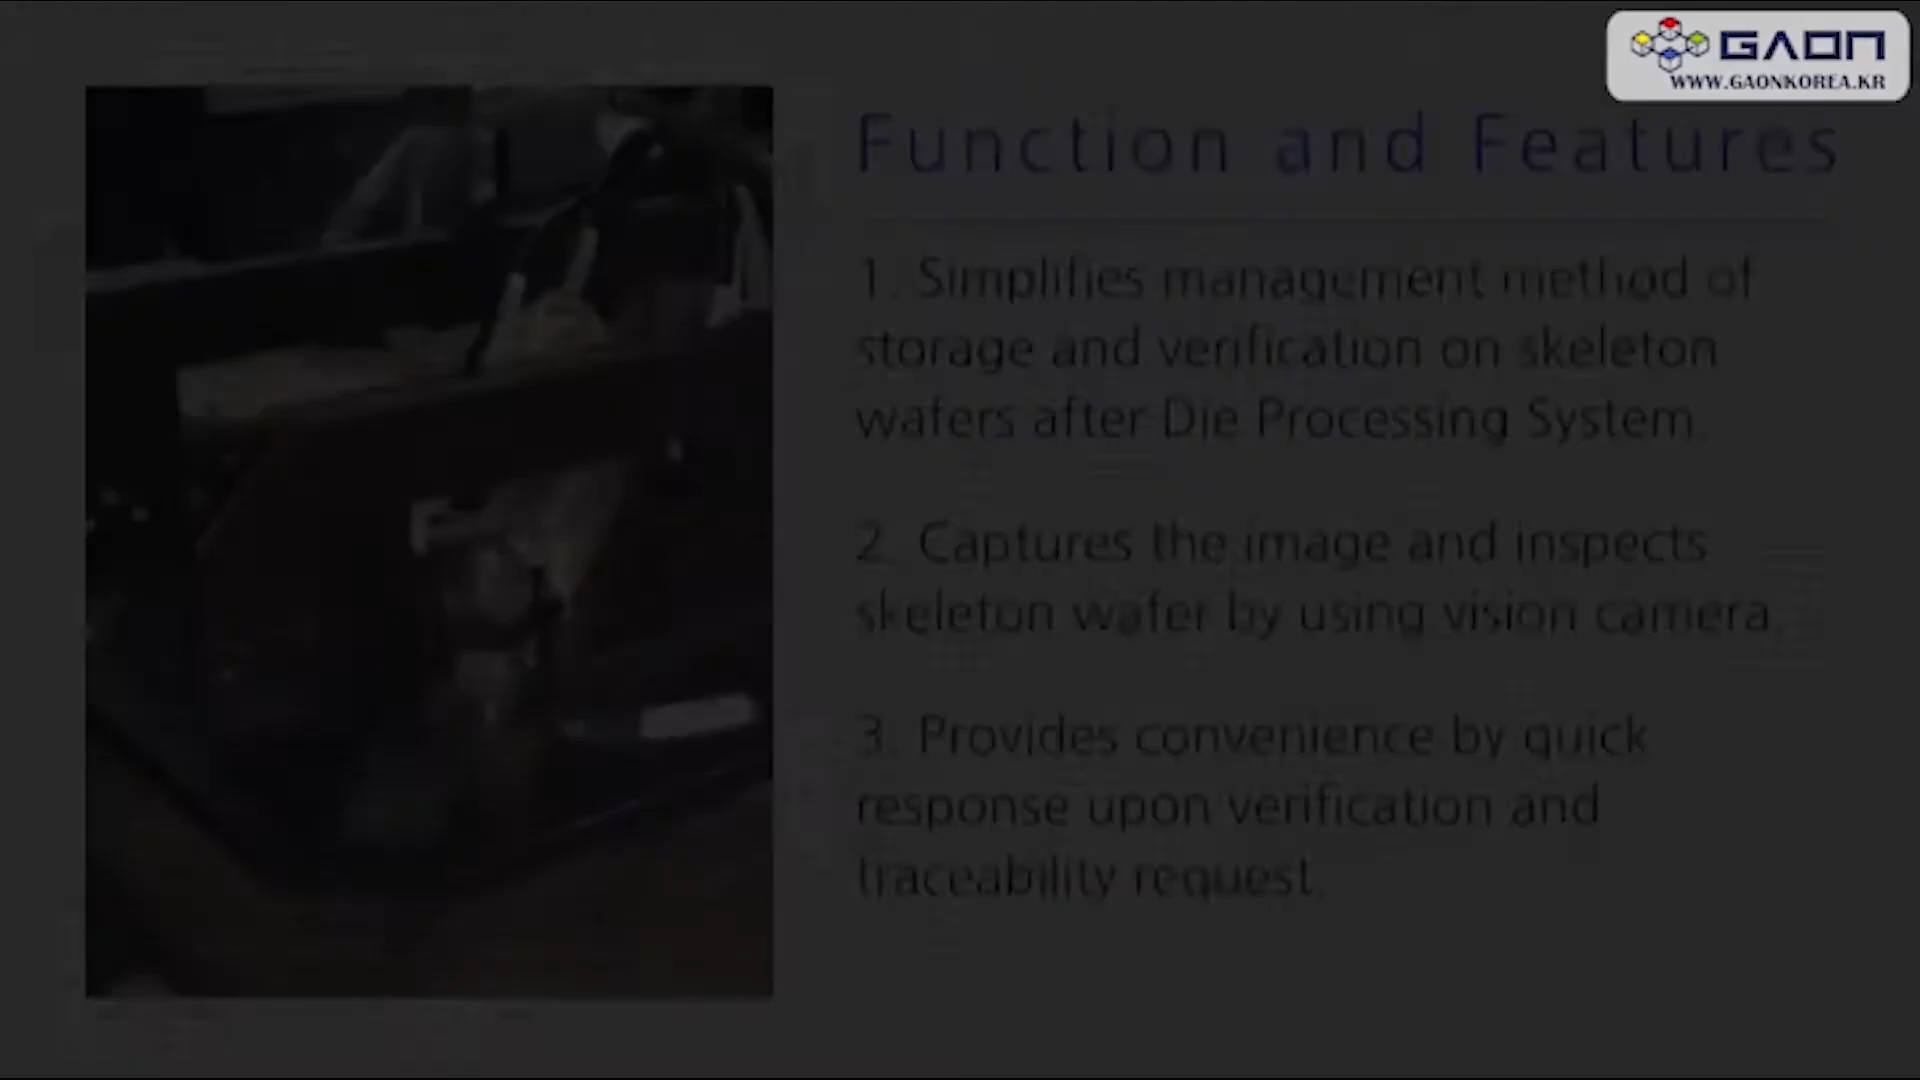 GAON
WWW.GAONKOREA.KR
Function and Features
1. Simplifies management method of
storage and verification on skeleton
wafers after Die Processing System.
2. Captures the image and inspects
skeleton wafer by using vision camera.
3. Provides convenience by quick
response upon verification and
traceability request.